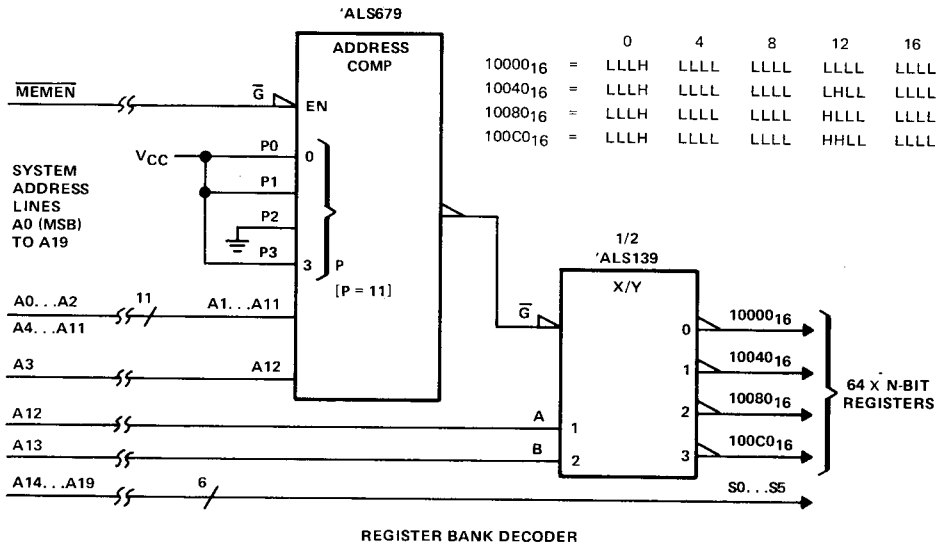 'ALS679
ADDRESS
COMP
0 4 8 12 16
10000₁₆ = LLLH LLLL LLLL LLLL LLLL
10040₁₆ = LLLH LLLL LLLL LHLL LLLL
10080₁₆ = LLLH LLLL LLLL HLLL LLLL
100C0₁₆ = LLLH LLLL LLLL HHLL LLLL
MEMEN
G
EN
VCC
P0
0
P1
P2
P3
3
P
[P = 11]
SYSTEM
ADDRESS
LINES
A0 (MSB)
TO A19
A0...A2
11
A1...A11
A4...A11
A3
A12
1/2
'ALS139
X/Y
G
0
10000₁₆
1
10040₁₆
2
10080₁₆
3
100C0₁₆
64 x N-BIT
REGISTERS
A12
A
1
A13
B
2
A14...A19
6
S0...S5
REGISTER BANK DECODER